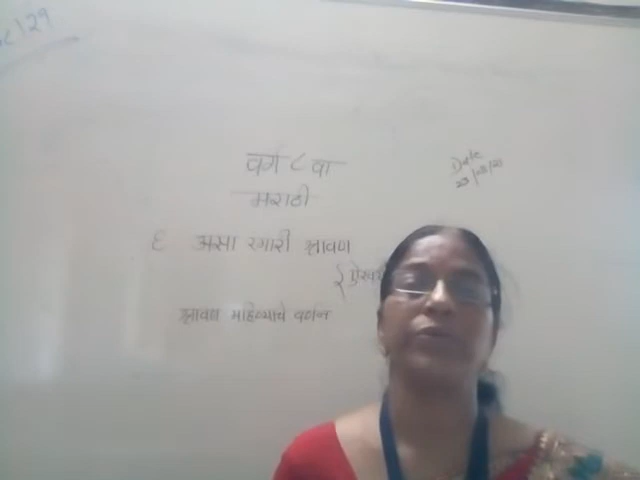 वर्ग ८ वा
मराठी
Date
६ असा रंगारी श्रावण
श्रावण महिन्याचे वर्णन